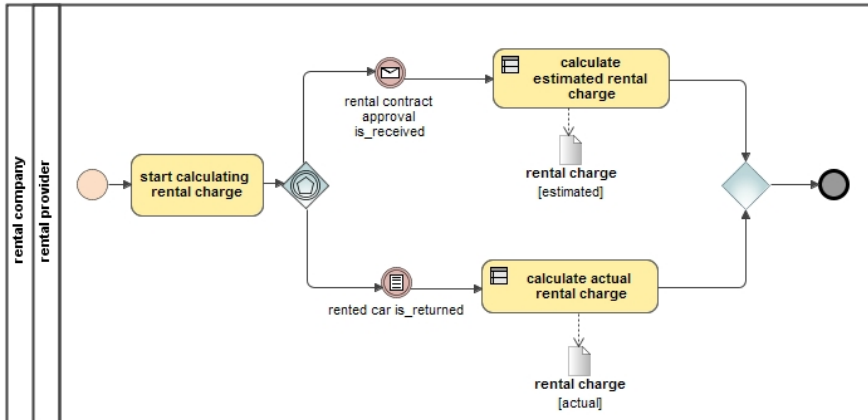 rental company
rental provider
start calculating
rental charge
rental contract
approval
is_received
calculate
estimated rental
charge
rental charge
[estimated]
rented car is_returned
calculate actual
rental charge
rental charge
[actual]